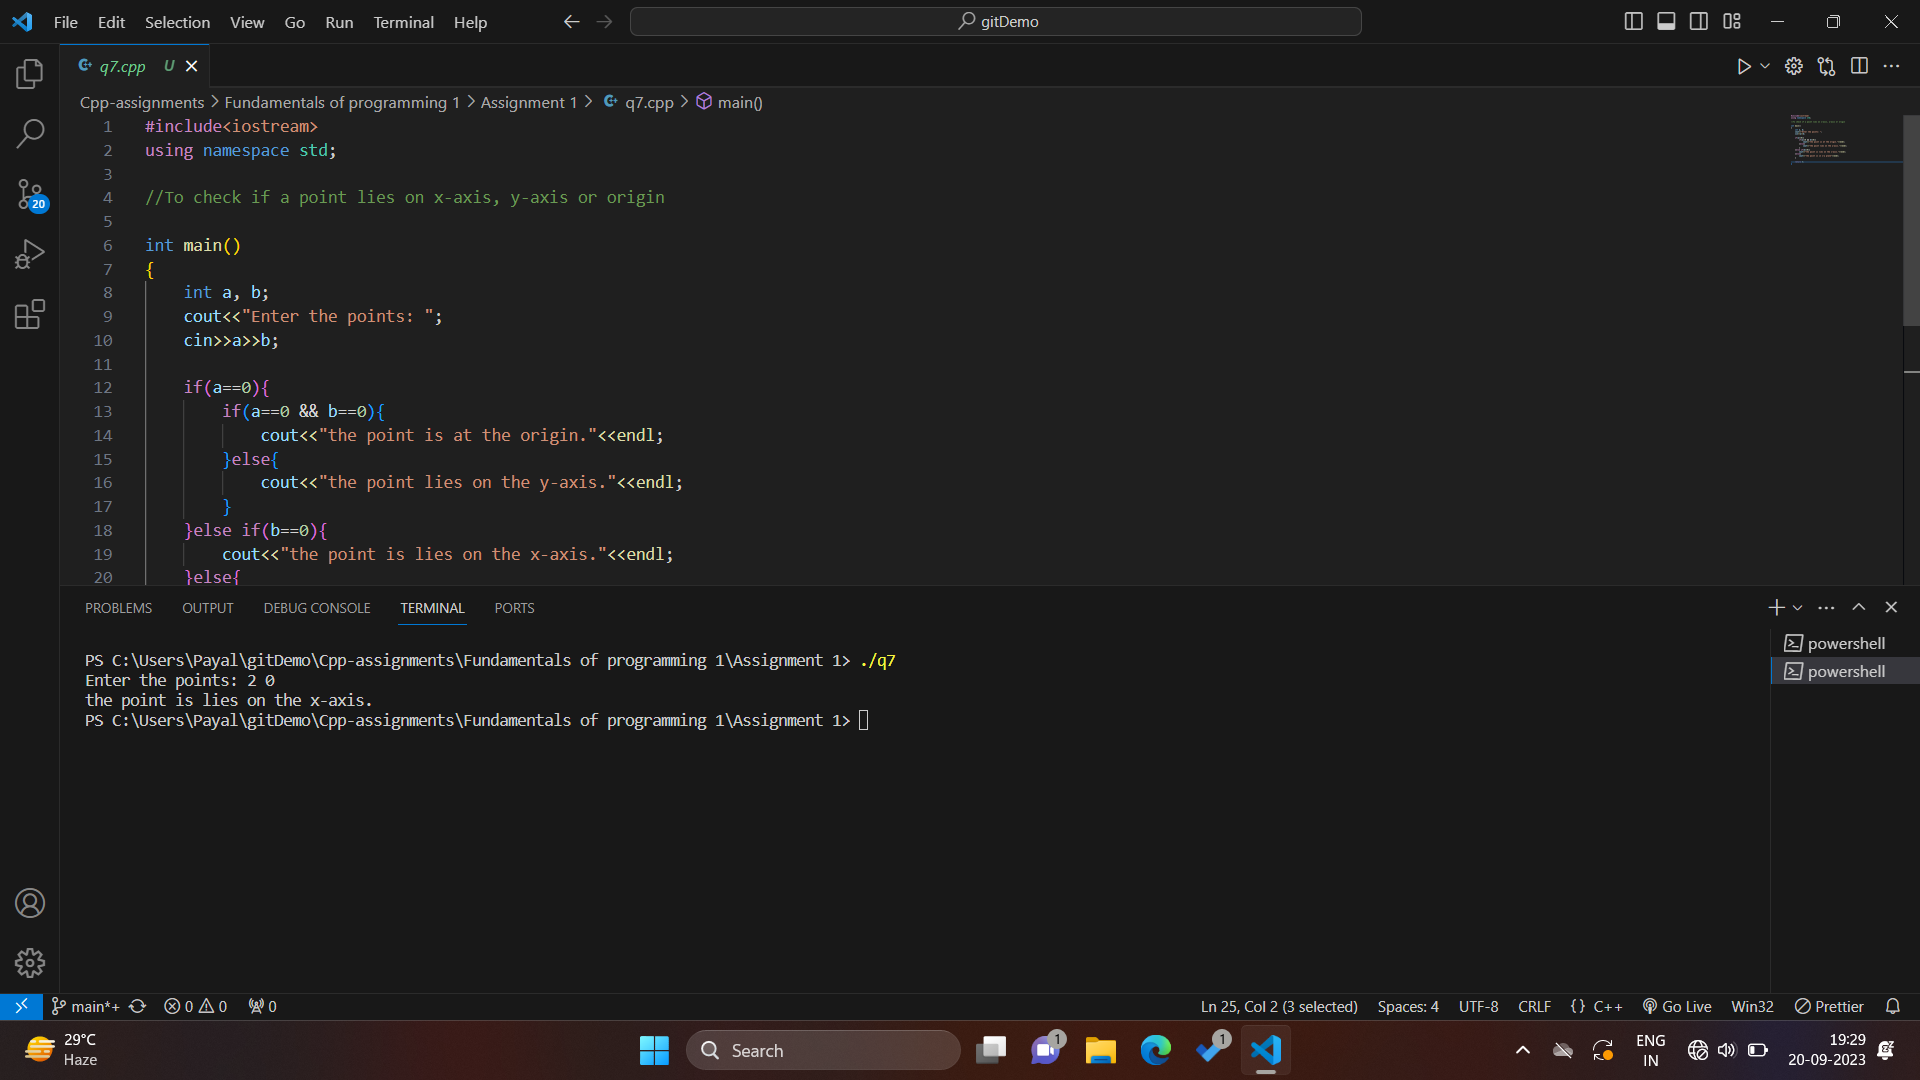 File Edit Selection View Go Run Terminal Help
gitDemo
q7.cpp U
Cpp-assignments > Fundamentals of programming 1 > Assignment 1 > q7.cpp > main()
1 #include<iostream>
2 using namespace std;
3
4 //To check if a point lies on x-axis, y-axis or origin
5
6 int main()
7 {
8 int a, b;
9 cout<<"Enter the points: ";
10 cin>>a>>b;
11
12 if(a==0){
13 if(a==0 && b==0){
14 cout<<"the point is at the origin."<<endl;
15 }else{
16 cout<<"the point lies on the y-axis."<<endl;
17 }
18 }else if(b==0){
19 cout<<"the point is lies on the x-axis."<<endl;
20 }else{
20
PROBLEMS OUTPUT DEBUG CONSOLE TERMINAL PORTS
PS C:\Users\Payal\gitDemo\Cpp-assignments\Fundamentals of programming 1\Assignment 1> ./q7
Enter the points: 2 0
the point is lies on the x-axis.
PS C:\Users\Payal\gitDemo\Cpp-assignments\Fundamentals of programming 1\Assignment 1>
powershell
powershell
main*+ 0 0 0
Ln 25, Col 2 (3 selected) Spaces: 4 UTF-8 CRLF {} C++ Go Live Win32 Prettier
29°C
Haze
Search
1
1
ENG
IN
19:29
20-09-2023